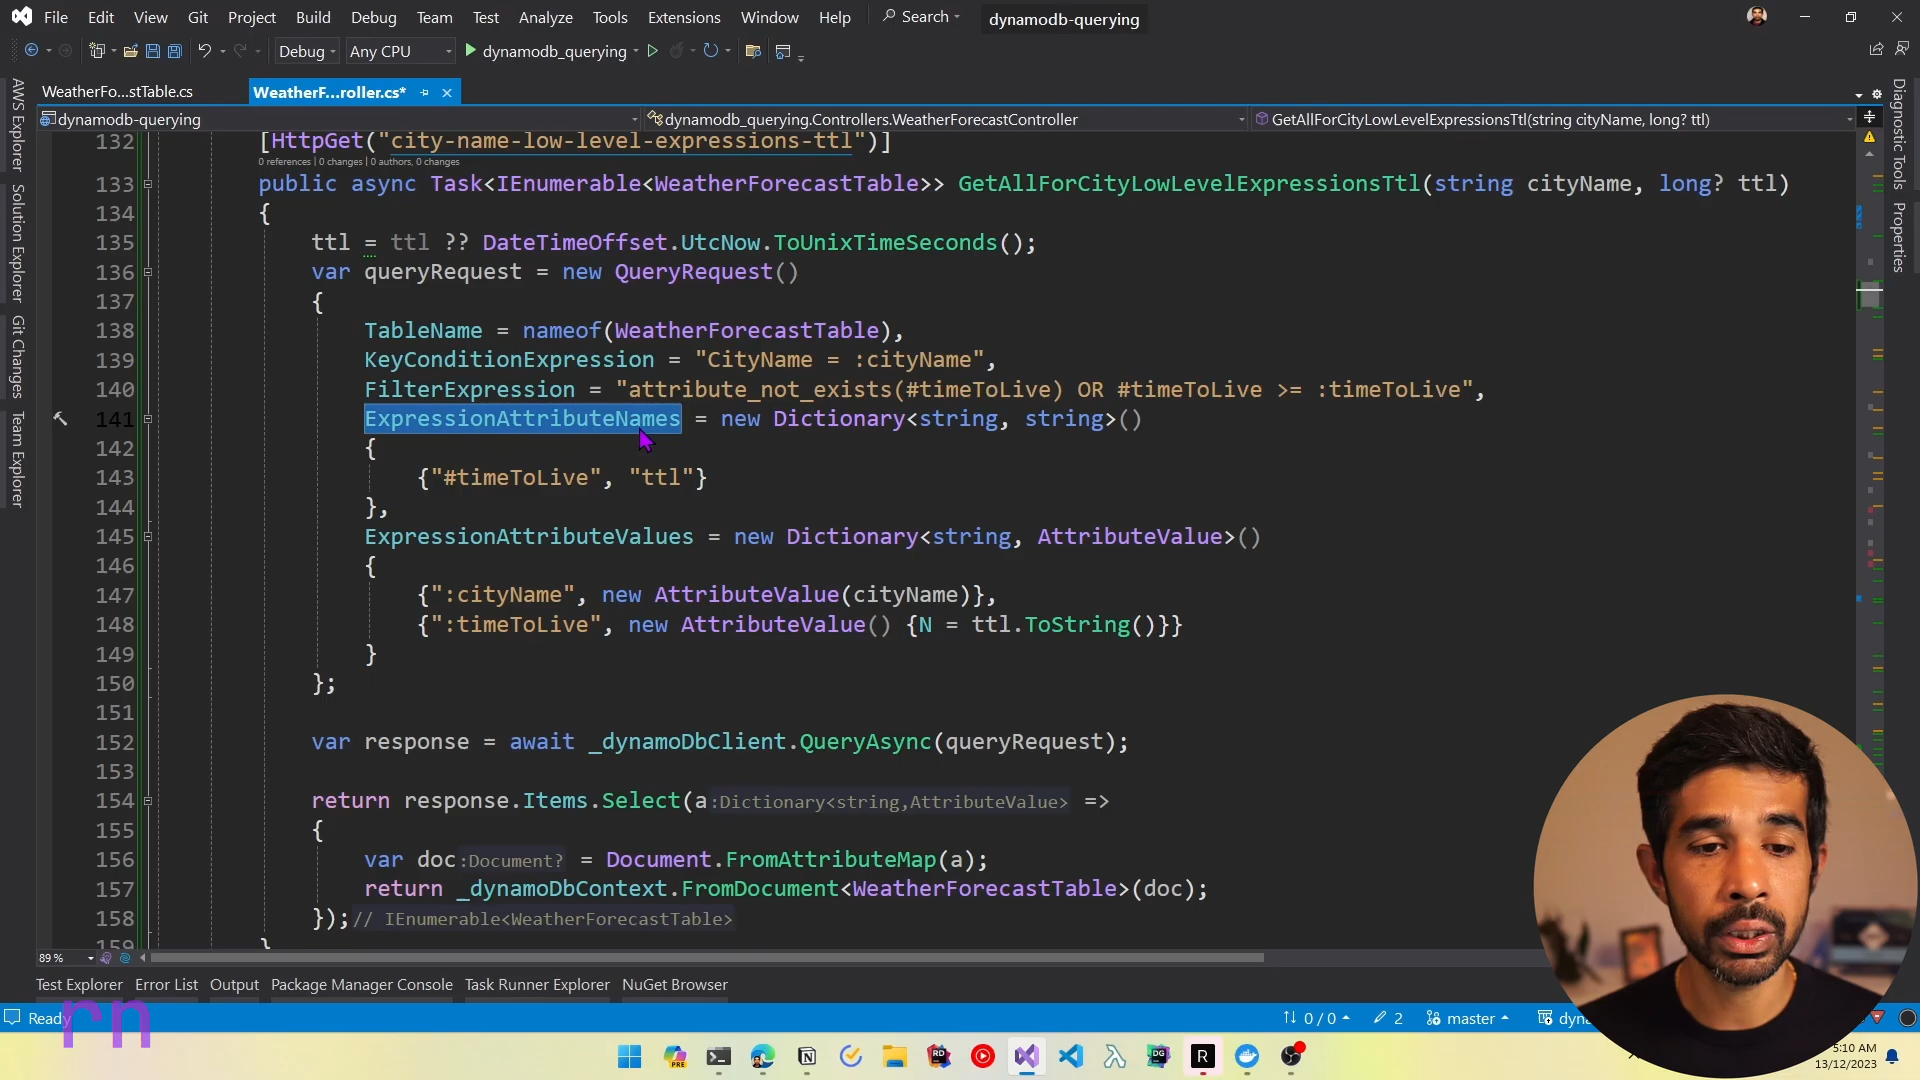 File Edit View Git Project Build Debug Team Test Analyze Tools Extensions Window Help Search dynamodb-querying
Debug Any CPU dynamodb_querying
WeatherFo...stTable.cs WeatherF...roller.cs*
dynamodb-querying dynamodb_querying.Controllers.WeatherForecastController GetAllForCityLowLevelExpressionsTtl(string cityName, long? ttl)
AWS Explorer
Solution Explorer
Git Changes
Team Explorer
Diagnostic Tools
Properties
132 [HttpGet("city-name-low-level-expressions-ttl")]
0 references | 0 changes | 0 authors, 0 changes
133 public async Task<IEnumerable<WeatherForecastTable>> GetAllForCityLowLevelExpressionsTtl(string cityName, long? ttl)
134 {
135 ttl = ttl ?? DateTimeOffset.UtcNow.ToUnixTimeSeconds();
136 var queryRequest = new QueryRequest()
137 {
138 TableName = nameof(WeatherForecastTable),
139 KeyConditionExpression = "CityName = :cityName",
140 FilterExpression = "attribute_not_exists(#timeToLive) OR #timeToLive >= :timeToLive",
141 ExpressionAttributeNames = new Dictionary<string, string>()
142 {
143 {"#timeToLive", "ttl"}
144 },
145 ExpressionAttributeValues = new Dictionary<string, AttributeValue>()
146 {
147 {":cityName", new AttributeValue(cityName)},
148 {":timeToLive", new AttributeValue() {N = ttl.ToString()}}
149 }
150 };
151
152 var response = await _dynamoDbClient.QueryAsync(queryRequest);
153
154 return response.Items.Select(a:Dictionary<string,AttributeValue> =>
155 {
156 var doc:Document? = Document.FromAttributeMap(a);
157 return _dynamoDbContext.FromDocument<WeatherForecastTable>(doc);
158 });// IEnumerable<WeatherForecastTable>
159 }
89 %
Test Explorer Error List Output Package Manager Console Task Runner Explorer NuGet Browser
Ready 0 / 0 2 master
rn
5:10 AM
13/12/2023